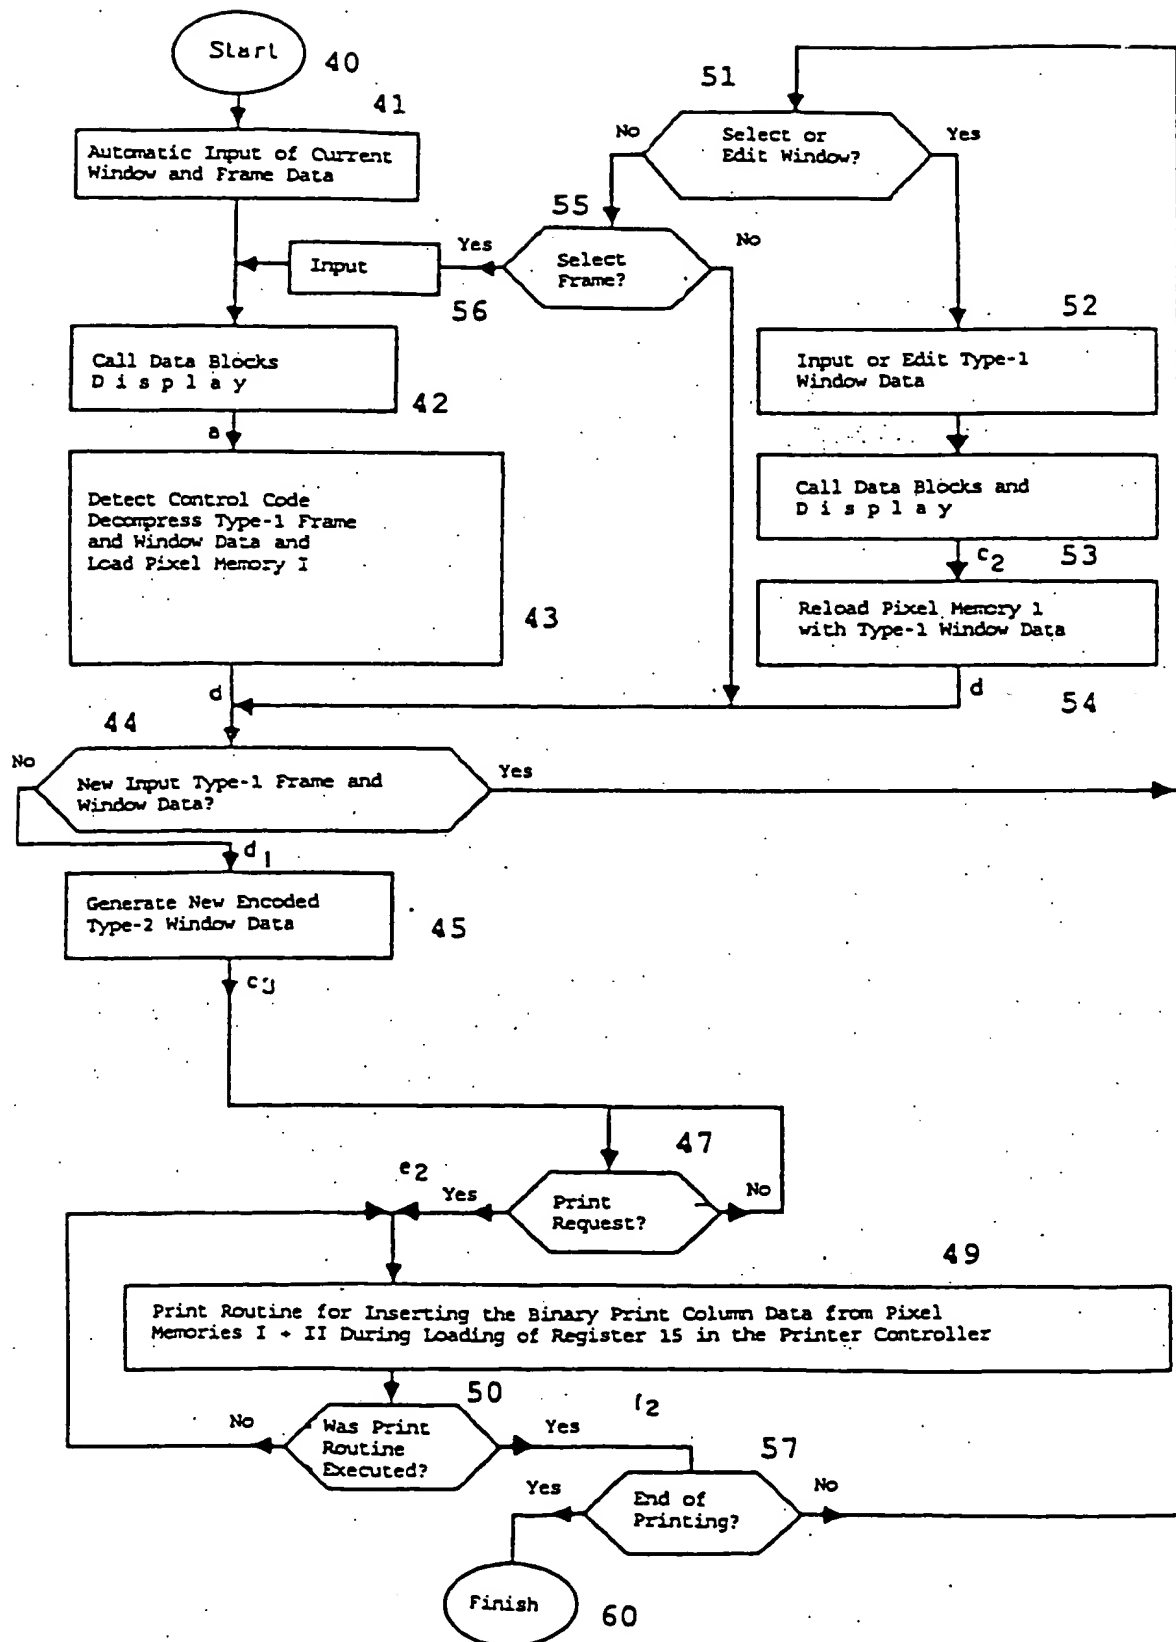 Start
40
41
Automatic Input of Current
Window and Frame Data
51
Select or
Edit Window?
No
Yes
55
Select
Frame?
Yes
No
Input
56
Call Data Blocks
D i s p l a y
42
a
52
Input or Edit Type-1
Window Data
Call Data Blocks and
D i s p l a y
53
c2
Detect Control Code
Decompress Type-1 Frame
and Window Data and
Load Pixel Memory I
43
Reload Pixel Memory 1
with Type-1 Window Data
54
d
d
44
No
New Input Type-1 Frame and
Window Data?
Yes
d1
Generate New Encoded
Type-2 Window Data
45
c3
47
Print
Request?
e2
Yes
No
49
Print Routine for Inserting the Binary Print Column Data from Pixel
Memories I + II During Loading of Register 15 in the Printer Controller
50
f2
No
Was Print
Routine
Executed?
Yes
57
Yes
End of
Printing?
No
Finish
60